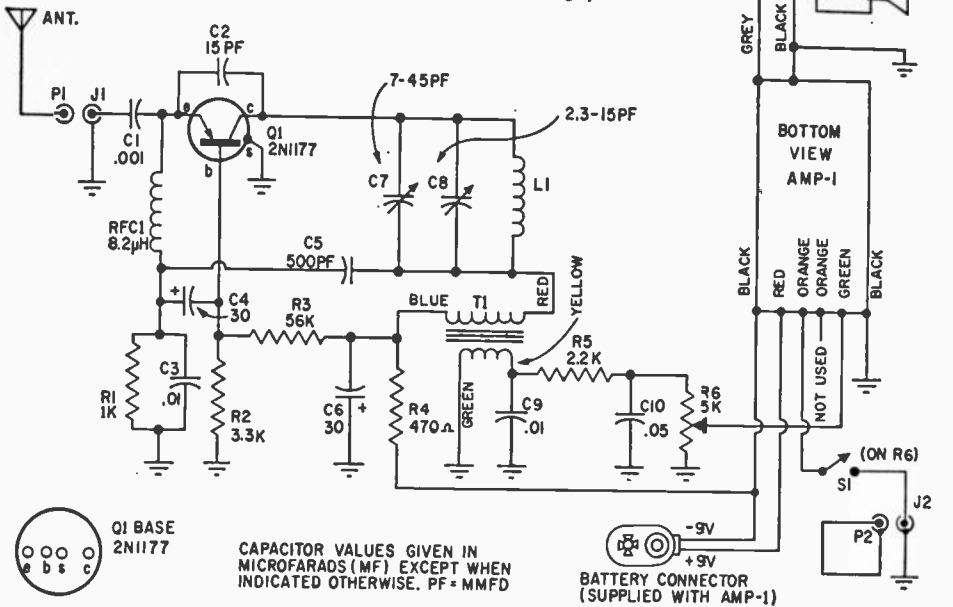 ANT.
P1
J1
C1
.001
C2
15PF
e
c
s
b
Q1
2N1177
7-45PF
2.3-15PF
C7
C8
L1
RFC1
8.2µH
C5
500PF
C4
30
+
R3
56K
BLUE
T1
RED
YELLOW
R1
1K
C3
.01
R2
3.3K
C6
30
+
R4
470Ω
GREEN
C9
.01
R5
2.2K
C10
.05
R6
5K
GREY
BLACK
BOTTOM
VIEW
AMP-1
BLACK
RED
ORANGE
ORANGE
GREEN
BLACK
NOT USED
(ON R6)
S1
J2
P2
Q1 BASE
2N1177
e b s c
CAPACITOR VALUES GIVEN IN
MICROFARADS (MF) EXCEPT WHEN
INDICATED OTHERWISE. PF = MMFD
-9V
+9V
BATTERY CONNECTOR
(SUPPLIED WITH AMP-1)